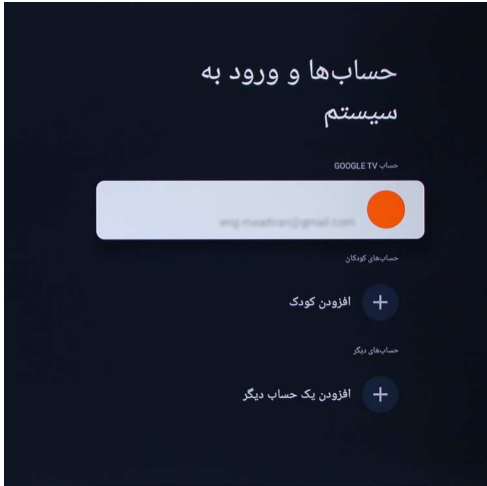 حساب‌ها و ورود به
سیستم
حساب GOOGLE TV
حساب‌های کودکان
افزودن کودک
حساب‌های دیگر
افزودن یک حساب دیگر